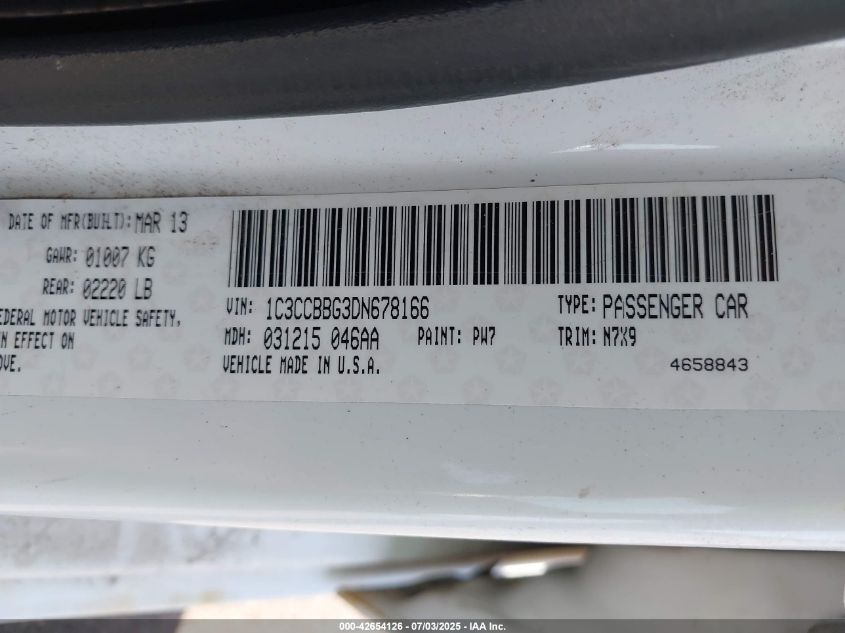 DATE OF MFR(BUILT): MAR 13
GAWR: 01007 KG
REAR: 02220 LB
VIN: 1C3CCBBG3DN678166 TYPE: PASSENGER CAR
FEDERAL MOTOR VEHICLE SAFETY,
MDH: 031215 046AA PAINT: PW7 TRIM: N7X9
N EFFECT ON
VEHICLE MADE IN U.S.A. 4658843
OVE.
000-42654126 - 07/03/2025 - IAA Inc.